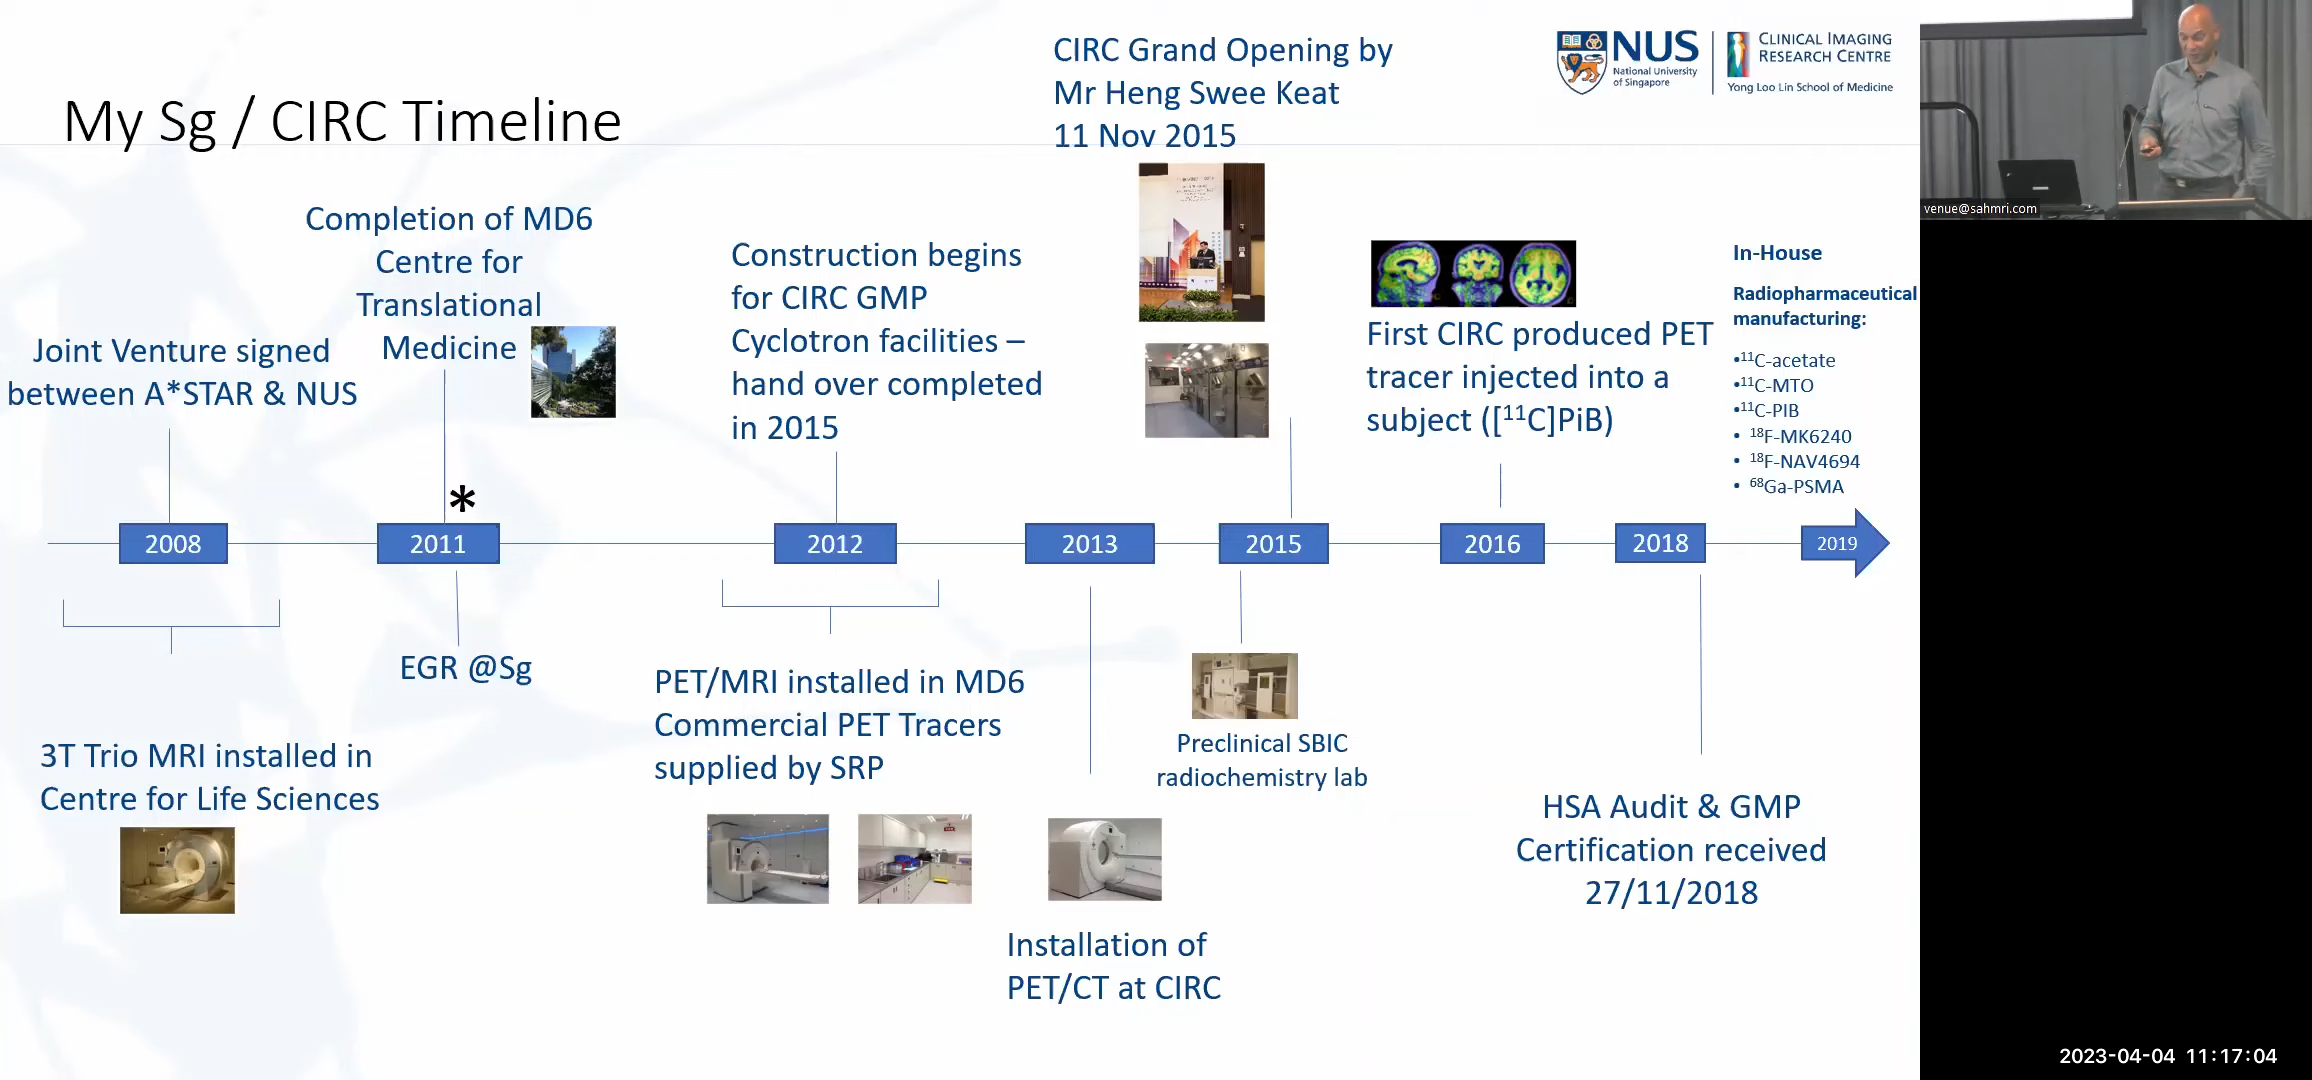 My Sg / CIRC Timeline
CIRC Grand Opening by
Mr Heng Swee Keat
11 Nov 2015
NUS
National University
of Singapore
CLINICAL IMAGING
RESEARCH CENTRE
Yong Loo Lin School of Medicine
venue@sahmri.com
Joint Venture signed
between A*STAR & NUS
Completion of MD6
Centre for
Translational
Medicine
Construction begins
for CIRC GMP
Cyclotron facilities –
hand over completed
in 2015
First CIRC produced PET
tracer injected into a
subject ([¹¹C]PiB)
In-House
Radiopharmaceutical
manufacturing:
•¹¹C-acetate
•¹¹C-MTO
•¹¹C-PIB
• ¹⁸F-MK6240
• ¹⁸F-NAV4694
• ⁶⁸Ga-PSMA
*
2008
2011
2012
2013
2015
2016
2018
2019
3T Trio MRI installed in
Centre for Life Sciences
EGR @Sg
PET/MRI installed in MD6
Commercial PET Tracers
supplied by SRP
Installation of
PET/CT at CIRC
Preclinical SBIC
radiochemistry lab
HSA Audit & GMP
Certification received
27/11/2018
2023-04-04 11:17:04